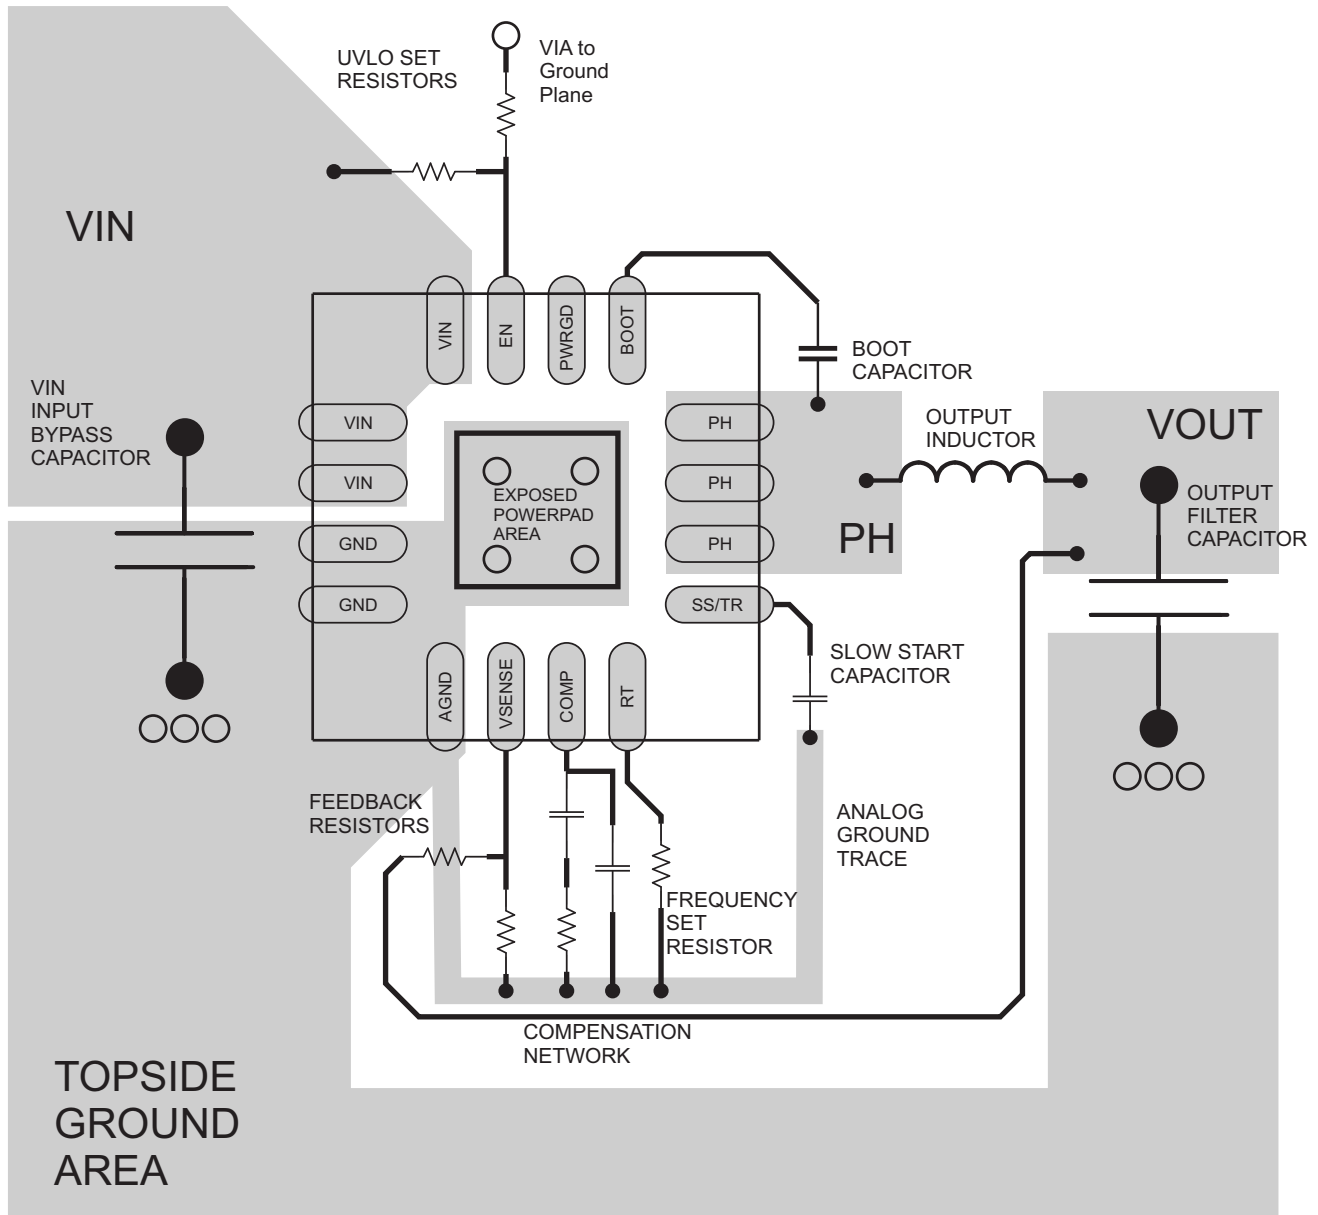 UVLO SET
RESISTORS
VIA to
Ground
Plane
VIN
VIN
EN
PWRGD
BOOT
BOOT
CAPACITOR
VIN
INPUT
BYPASS
CAPACITOR
VIN
VIN
GND
GND
EXPOSED
POWERPAD
AREA
PH
PH
PH
SS/TR
PH
OUTPUT
INDUCTOR
VOUT
OUTPUT
FILTER
CAPACITOR
SLOW START
CAPACITOR
AGND
VSENSE
COMP
RT
FEEDBACK
RESISTORS
ANALOG
GROUND
TRACE
FREQUENCY
SET
RESISTOR
COMPENSATION
NETWORK
TOPSIDE
GROUND
AREA